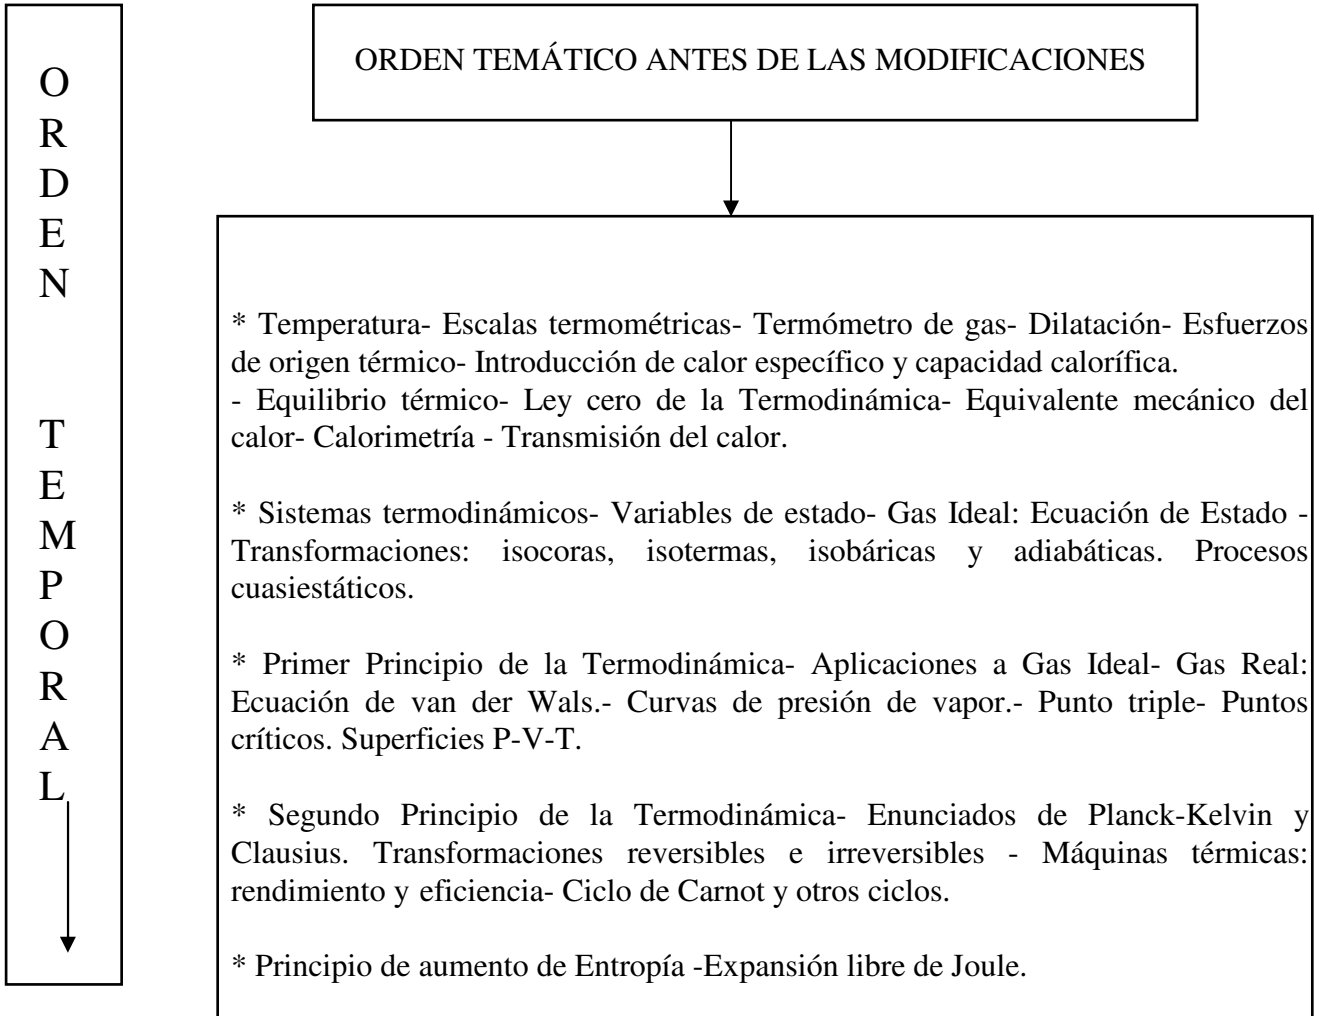 O
R
D
E
N
T
E
M
P
O
R
A
L
ORDEN TEMÁTICO ANTES DE LAS MODIFICACIONES
* Temperatura- Escalas termométricas- Termómetro de gas- Dilatación- Esfuerzos
de origen térmico- Introducción de calor específico y capacidad calorífica.
- Equilibrio térmico- Ley cero de la Termodinámica- Equivalente mecánico del
calor- Calorimetría - Transmisión del calor.
* Sistemas termodinámicos- Variables de estado- Gas Ideal: Ecuación de Estado -
Transformaciones: isocoras, isotermas, isobáricas y adiabáticas. Procesos
cuasiestáticos.
* Primer Principio de la Termodinámica- Aplicaciones a Gas Ideal- Gas Real:
Ecuación de van der Wals.- Curvas de presión de vapor.- Punto triple- Puntos
críticos. Superficies P-V-T.
* Segundo Principio de la Termodinámica- Enunciados de Planck-Kelvin y
Clausius. Transformaciones reversibles e irreversibles - Máquinas térmicas:
rendimiento y eficiencia- Ciclo de Carnot y otros ciclos.
* Principio de aumento de Entropía -Expansión libre de Joule.